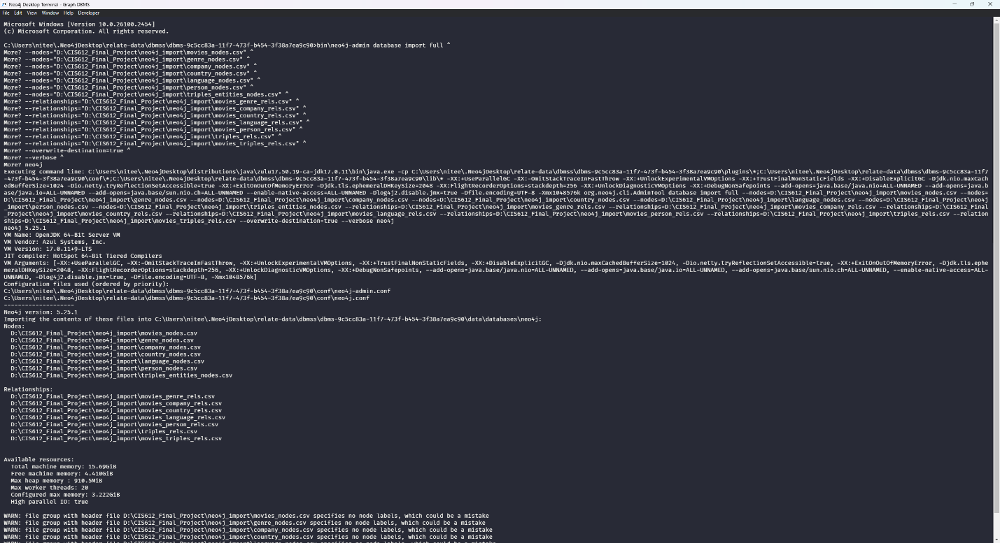 Neo4j Desktop Terminal - Graph DBMS
File Edit View Window Help Developer
Microsoft Windows [Version 10.0.26100.2454]
(c) Microsoft Corporation. All rights reserved.
C:\Users\nitee\.Neo4jDesktop\relate-data\dbmss\dbms-9c5cc83a-11f7-473f-b454-3f38a7ea9c90>bin\neo4j-admin database import full ^
More? --nodes="D:\CIS612_Final_Project\neo4j_import\movies_nodes.csv" ^
More? --nodes="D:\CIS612_Final_Project\neo4j_import\genre_nodes.csv" ^
More? --nodes="D:\CIS612_Final_Project\neo4j_import\company_nodes.csv" ^
More? --nodes="D:\CIS612_Final_Project\neo4j_import\country_nodes.csv" ^
More? --nodes="D:\CIS612_Final_Project\neo4j_import\language_nodes.csv" ^
More? --nodes="D:\CIS612_Final_Project\neo4j_import\person_nodes.csv" ^
More? --nodes="D:\CIS612_Final_Project\neo4j_import\triples_entities_nodes.csv" ^
More? --relationships="D:\CIS612_Final_Project\neo4j_import\movies_genre_rels.csv" ^
More? --relationships="D:\CIS612_Final_Project\neo4j_import\movies_company_rels.csv" ^
More? --relationships="D:\CIS612_Final_Project\neo4j_import\movies_country_rels.csv" ^
More? --relationships="D:\CIS612_Final_Project\neo4j_import\movies_language_rels.csv" ^
More? --relationships="D:\CIS612_Final_Project\neo4j_import\movies_person_rels.csv" ^
More? --relationships="D:\CIS612_Final_Project\neo4j_import\triples_rels.csv" ^
More? --relationships="D:\CIS612_Final_Project\neo4j_import\movies_triples_rels.csv" ^
More? --overwrite-destination=true ^
More? --verbose ^
More? neo4j
Executing command line: C:\Users\nitee\.Neo4jDesktop\distributions\java\zulu17.50.19-ca-jdk17.0.11\bin\java.exe -cp C:\Users\nitee\.Neo4jDesktop\relate-data\dbmss\dbms-9c5cc83a-11f7-473f-b454-3f38a7ea9c90\plugins\*;C:\Users\nitee\.Neo4jDesktop\relate-data\dbmss\dbms-9c5cc83a-11f7
-473f-b454-3f38a7ea9c90\conf\*;C:\Users\nitee\.Neo4jDesktop\relate-data\dbmss\dbms-9c5cc83a-11f7-473f-b454-3f38a7ea9c90\lib\* -XX:+UseParallelGC -XX:-OmitStackTraceInFastThrow -XX:+UnlockExperimentalVMOptions -XX:+TrustFinalNonStaticFields -XX:+DisableExplicitGC -Djdk.nio.maxCach
edBufferSize=1024 -Dio.netty.tryReflectionSetAccessible=true -XX:+ExitOnOutOfMemoryError -Djdk.tls.ephemeralDHKeySize=2048 -XX:FlightRecorderOptions=stackdepth=256 -XX:+UnlockDiagnosticVMOptions -XX:+DebugNonSafepoints --add-opens=java.base/java.nio=ALL-UNNAMED --add-opens=java.b
ase/java.io=ALL-UNNAMED --add-opens=java.base/sun.nio.ch=ALL-UNNAMED --enable-native-access=ALL-UNNAMED -Dlog4j2.disable.jmx=true -Dfile.encoding=UTF-8 -Xmx1048576k org.neo4j.cli.AdminTool database import full --nodes=D:\CIS612_Final_Project\neo4j_import\movies_nodes.csv --nodes=
D:\CIS612_Final_Project\neo4j_import\genre_nodes.csv --nodes=D:\CIS612_Final_Project\neo4j_import\company_nodes.csv --nodes=D:\CIS612_Final_Project\neo4j_import\country_nodes.csv --nodes=D:\CIS612_Final_Project\neo4j_import\language_nodes.csv --nodes=D:\CIS612_Final_Project\neo4j
_import\person_nodes.csv --nodes=D:\CIS612_Final_Project\neo4j_import\triples_entities_nodes.csv --relationships=D:\CIS612_Final_Project\neo4j_import\movies_genre_rels.csv --relationships=D:\CIS612_Final_Project\neo4j_import\movies_company_rels.csv --relationships=D:\CIS612_Final
_Project\neo4j_import\movies_country_rels.csv --relationships=D:\CIS612_Final_Project\neo4j_import\movies_language_rels.csv --relationships=D:\CIS612_Final_Project\neo4j_import\movies_person_rels.csv --relationships=D:\CIS612_Final_Project\neo4j_import\triples_rels.csv --relation
ships=D:\CIS612_Final_Project\neo4j_import\movies_triples_rels.csv --overwrite-destination=true --verbose neo4j
neo4j 5.25.1
VM Name: OpenJDK 64-Bit Server VM
VM Vendor: Azul Systems, Inc.
VM Version: 17.0.11+9-LTS
JIT compiler: HotSpot 64-Bit Tiered Compilers
VM Arguments: [-XX:+UseParallelGC, -XX:-OmitStackTraceInFastThrow, -XX:+UnlockExperimentalVMOptions, -XX:+TrustFinalNonStaticFields, -XX:+DisableExplicitGC, -Djdk.nio.maxCachedBufferSize=1024, -Dio.netty.tryReflectionSetAccessible=true, -XX:+ExitOnOutOfMemoryError, -Djdk.tls.ephe
meralDHKeySize=2048, -XX:FlightRecorderOptions=stackdepth=256, -XX:+UnlockDiagnosticVMOptions, -XX:+DebugNonSafepoints, --add-opens=java.base/java.nio=ALL-UNNAMED, --add-opens=java.base/java.io=ALL-UNNAMED, --add-opens=java.base/sun.nio.ch=ALL-UNNAMED, --enable-native-access=ALL-
UNNAMED, -Dlog4j2.disable.jmx=true, -Dfile.encoding=UTF-8, -Xmx1048576k]
Configuration files used (ordered by priority):
C:\Users\nitee\.Neo4jDesktop\relate-data\dbmss\dbms-9c5cc83a-11f7-473f-b454-3f38a7ea9c90\conf\neo4j-admin.conf
C:\Users\nitee\.Neo4jDesktop\relate-data\dbmss\dbms-9c5cc83a-11f7-473f-b454-3f38a7ea9c90\conf\neo4j.conf
--------------------
Neo4j version: 5.25.1
Importing the contents of these files into C:\Users\nitee\.Neo4jDesktop\relate-data\dbmss\dbms-9c5cc83a-11f7-473f-b454-3f38a7ea9c90\data\databases\neo4j:
Nodes:
D:\CIS612_Final_Project\neo4j_import\movies_nodes.csv
D:\CIS612_Final_Project\neo4j_import\genre_nodes.csv
D:\CIS612_Final_Project\neo4j_import\company_nodes.csv
D:\CIS612_Final_Project\neo4j_import\country_nodes.csv
D:\CIS612_Final_Project\neo4j_import\language_nodes.csv
D:\CIS612_Final_Project\neo4j_import\person_nodes.csv
D:\CIS612_Final_Project\neo4j_import\triples_entities_nodes.csv
Relationships:
D:\CIS612_Final_Project\neo4j_import\movies_genre_rels.csv
D:\CIS612_Final_Project\neo4j_import\movies_company_rels.csv
D:\CIS612_Final_Project\neo4j_import\movies_country_rels.csv
D:\CIS612_Final_Project\neo4j_import\movies_language_rels.csv
D:\CIS612_Final_Project\neo4j_import\movies_person_rels.csv
D:\CIS612_Final_Project\neo4j_import\triples_rels.csv
D:\CIS612_Final_Project\neo4j_import\movies_triples_rels.csv
Available resources:
Total machine memory: 15.69GiB
Free machine memory: 4.410GiB
Max heap memory : 910.5MiB
Max worker threads: 20
Configured max memory: 3.222GiB
High parallel IO: true
WARN: file group with header file D:\CIS612_Final_Project\neo4j_import\movies_nodes.csv specifies no node labels, which could be a mistake
WARN: file group with header file D:\CIS612_Final_Project\neo4j_import\genre_nodes.csv specifies no node labels, which could be a mistake
WARN: file group with header file D:\CIS612_Final_Project\neo4j_import\company_nodes.csv specifies no node labels, which could be a mistake
WARN: file group with header file D:\CIS612_Final_Project\neo4j_import\country_nodes.csv specifies no node labels, which could be a mistake